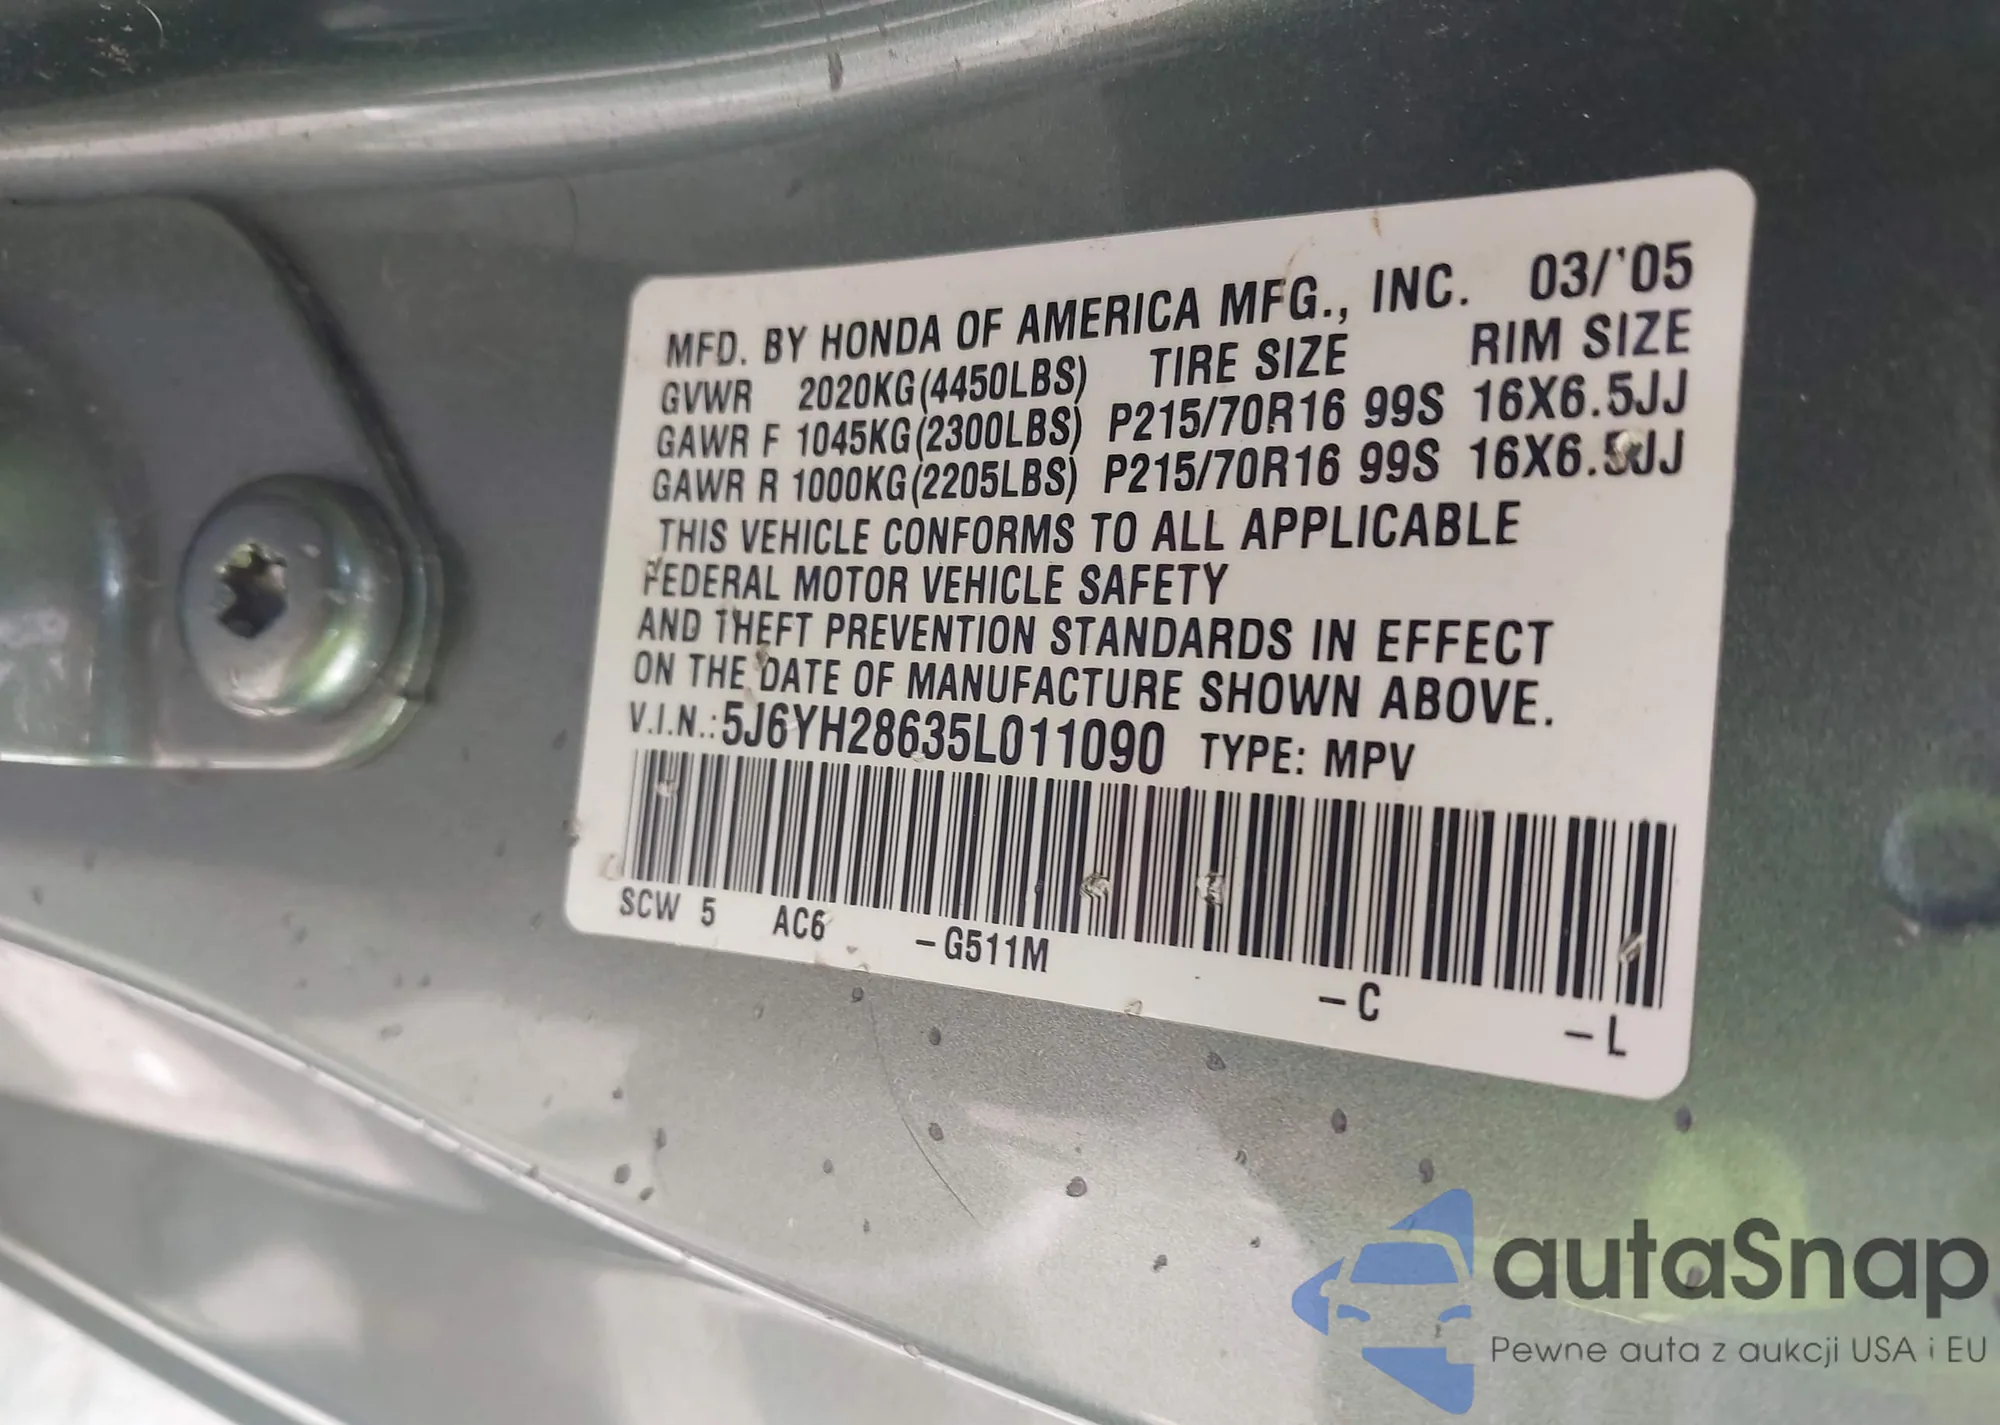 MFD. BY HONDA OF AMERICA MFG., INC. 03/'05
GVWR 2020KG(4450LBS) TIRE SIZE RIM SIZE
GAWR F 1045KG(2300LBS) P215/70R16 99S 16X6.5JJ
GAWR R 1000KG(2205LBS) P215/70R16 99S 16X6.5JJ
THIS VEHICLE CONFORMS TO ALL APPLICABLE
FEDERAL MOTOR VEHICLE SAFETY
AND THEFT PREVENTION STANDARDS IN EFFECT
ON THE DATE OF MANUFACTURE SHOWN ABOVE.
V.I.N.: 5J6YH28635L011090 TYPE: MPV
SCW 5 AC6 -G511M -C -L
autaSnap
Pewne auta z aukcji USA i EU